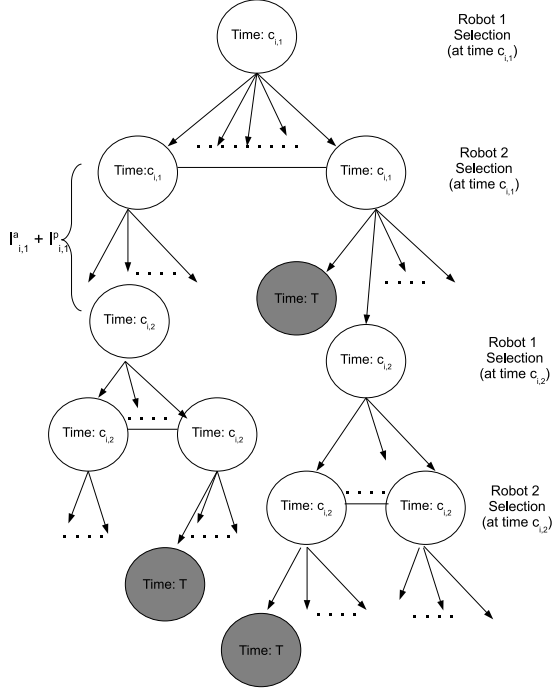 Time: c_{i,1}
Robot 1
Selection
(at time c_{i,1})
Time:c_{i,1}
Time: c_{i,1}
Robot 2
Selection
(at time c_{i,1})
I^a_{i,1} + I^p_{i,1}
Time: T
Time: c_{i,2}
Time: c_{i,2}
Robot 1
Selection
(at time c_{i,2})
Time: c_{i,2}
Time: c_{i,2}
Time: c_{i,2}
Time: c_{i,2}
Robot 2
Selection
(at time c_{i,2})
Time: T
Time: T